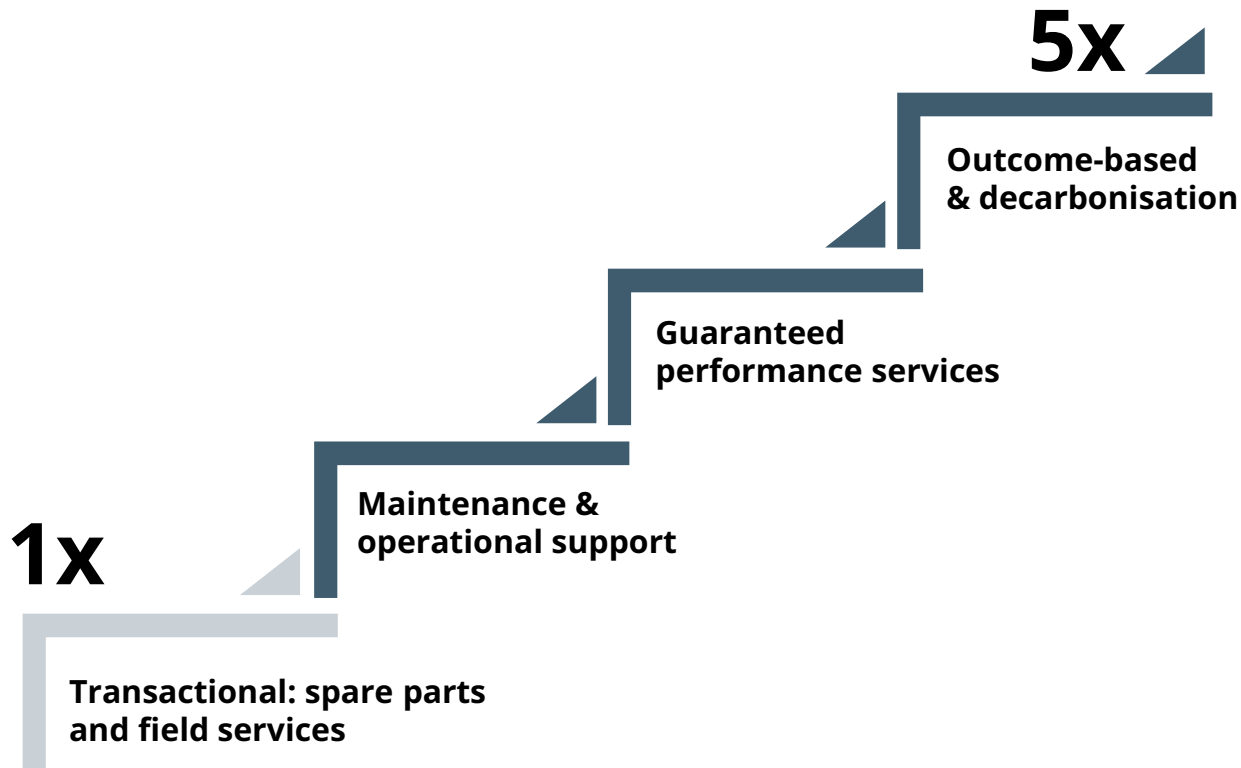 5x
Outcome-based
& decarbonisation
Guaranteed
performance services
Maintenance &
operational support
1x
Transactional: spare parts
and field services